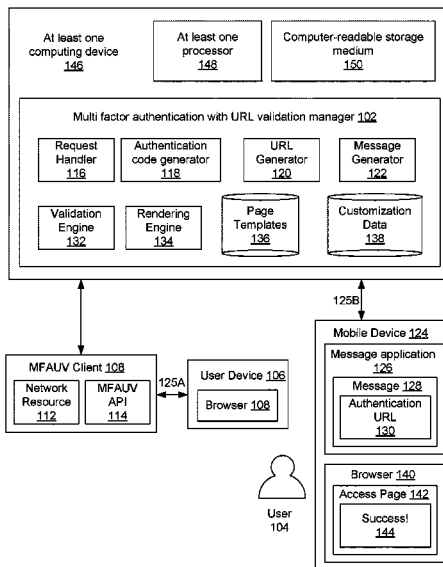 At least one
computing device
146
At least one
processor
148
Computer-readable storage
medium
150
Multi factor authentication with URL validation manager 102
Request
Handler
116
Authentication
code generator
118
URL
Generator
120
Message
Generator
122
Validation
Engine
132
Rendering
Engine
134
Page
Templates
136
Customization
Data
138
125B
MFAUV Client 108
Network
Resource
112
MFAUV
API
114
125A
User Device 106
Browser 108
User
104
Mobile Device 124
Message application
126
Message 128
Authentication
URL
130
Browser 140
Access Page 142
Success!
144